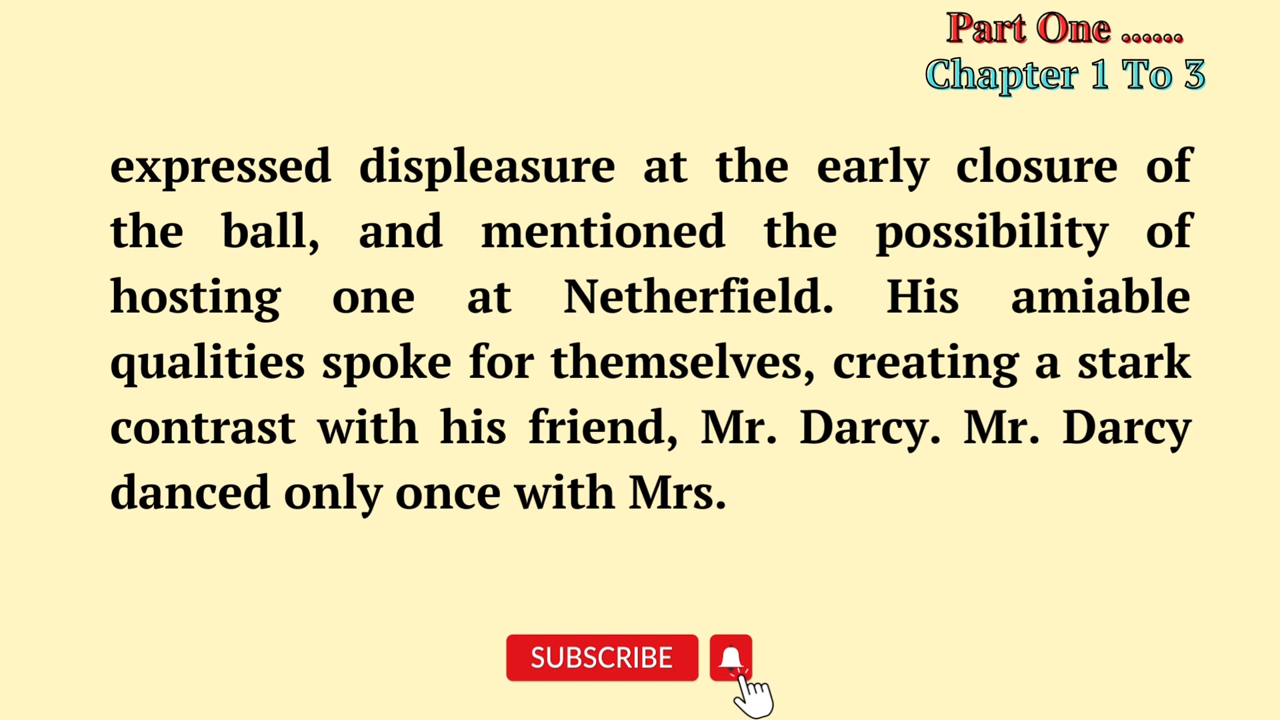 Part One ......
Chapter 1 To 3
expressed displeasure at the early closure of
the ball, and mentioned the possibility of
hosting one at Netherfield. His amiable
qualities spoke for themselves, creating a stark
contrast with his friend, Mr. Darcy. Mr. Darcy
danced only once with Mrs.
SUBSCRIBE